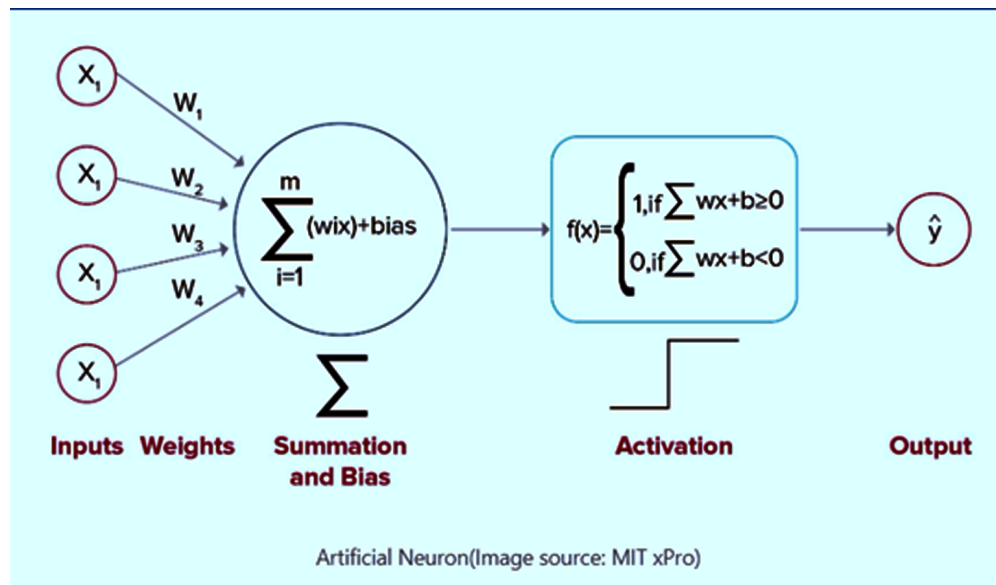 X₁
W₁
X₁
W₂
X₁
W₃
X₁
W₄
m
∑(wix)+bias
i=1
f(x)={
1,if∑wx+b≥0
0,if∑wx+b<0
ŷ
∑
Inputs
Weights
Summation
and Bias
Activation
Output
Artificial Neuron(Image source: MIT xPro)